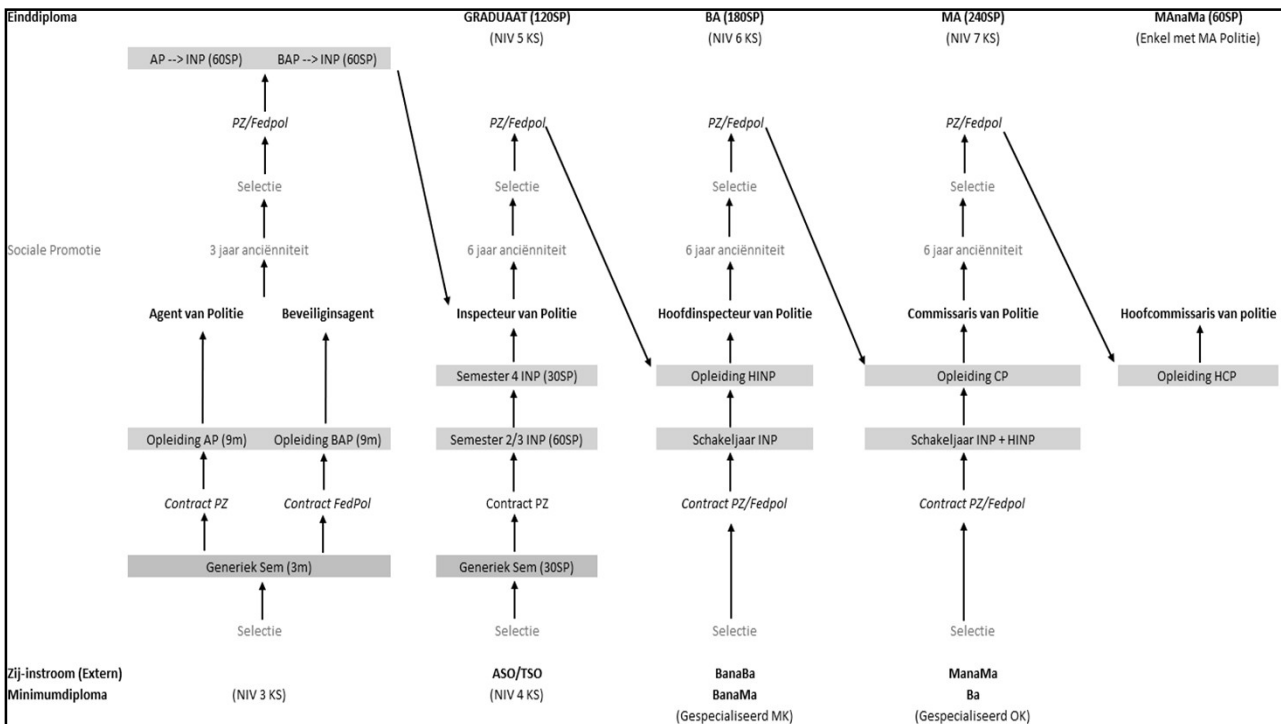 Einddiploma GRADUAAT (120SP) BA (180SP) MA (240SP) MAnaMa (60SP)
(NIV 5 KS) (NIV 6 KS) (NIV 7 KS) (Enkel met MA Politie)
AP --> INP (60SP) BAP --> INP (60SP)
PZ/Fedpol PZ/Fedpol PZ/Fedpol PZ/Fedpol
Selectie Selectie Selectie Selectie
Sociale Promotie 3 jaar anciënniteit 6 jaar anciënniteit 6 jaar anciënniteit 6 jaar anciënniteit
Agent van Politie Beveiliginsagent Inspecteur van Politie Hoofdinspecteur van Politie Commissaris van Politie Hoofcommissaris van politie
Semester 4 INP (30SP) Opleiding HINP Opleiding CP Opleiding HCP
Opleiding AP (9m) Opleiding BAP (9m) Semester 2/3 INP (60SP) Schakeljaar INP Schakeljaar INP + HINP
Contract PZ Contract FedPol Contract PZ Contract PZ/Fedpol Contract PZ/Fedpol
Generiek Sem (3m) Generiek Sem (30SP)
Selectie Selectie Selectie Selectie
Zij-instroom (Extern) ASO/TSO BanaBa ManaMa
Minimumdiploma (NIV 3 KS) (NIV 4 KS) BanaMa Ba
(Gespecialiseerd MK) (Gespecialiseerd OK)